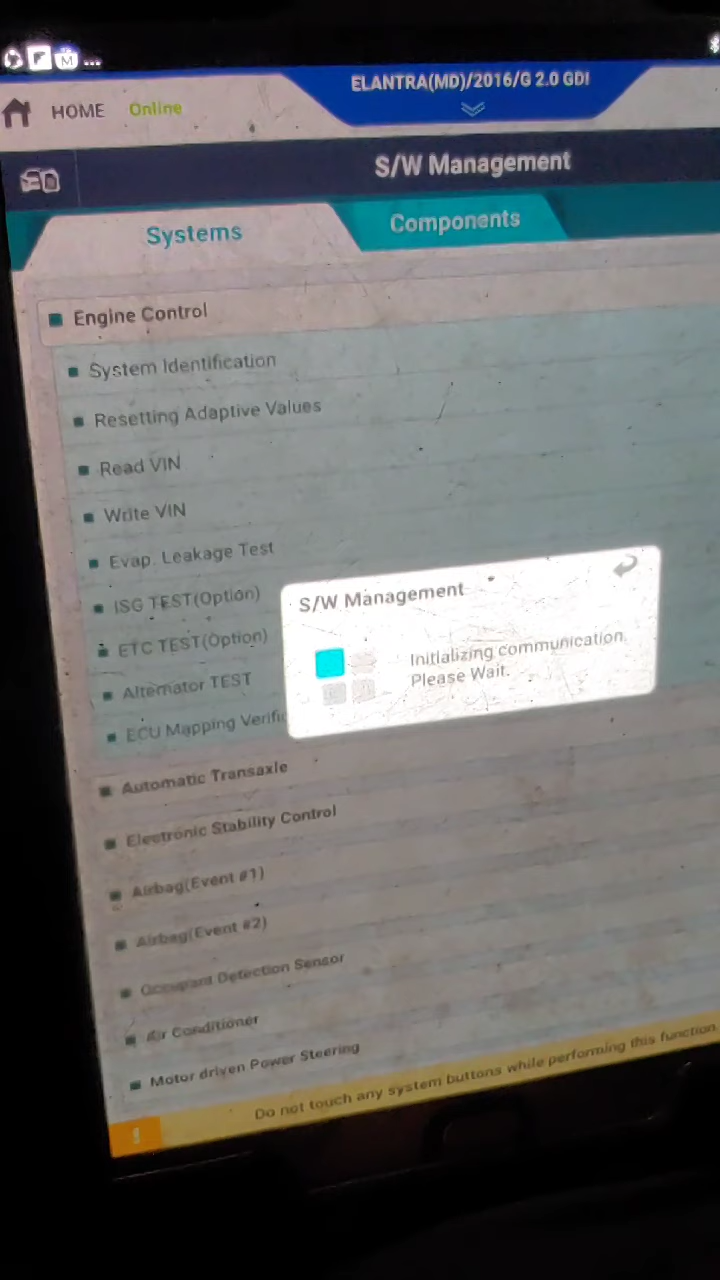 ELANTRA(MD)/2016/G 2.0 GDI
HOME Online
S/W Management
Systems
Components
Engine Control
System Identification
Resetting Adaptive Values
Read VIN
Write VIN
Evap. Leakage Test
ISG TEST(Option)
ETC TEST(Option)
Alternator TEST
ECU Mapping Verific
S/W Management
Initializing communication.
Please Wait.
Automatic Transaxle
Electronic Stability Control
Airbag(Event #1)
Airbag(Event #2)
Occupant Detection Sensor
Air Conditioner
Motor driven Power Steering
Do not touch any system buttons while performing this function